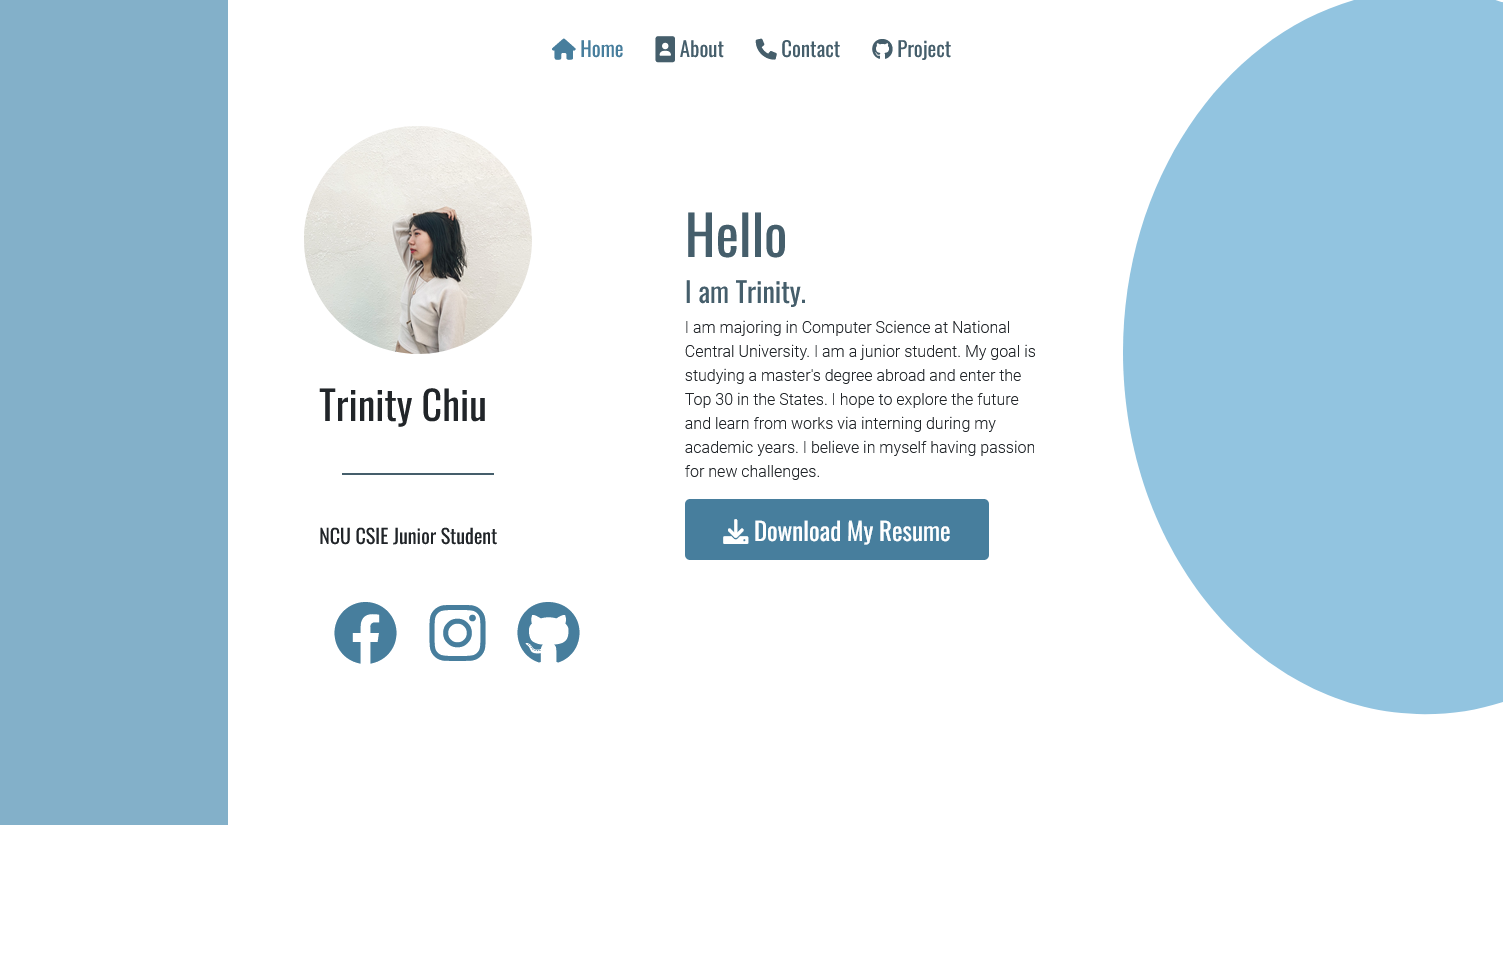 Home About Contact Project
Trinity Chiu
NCU CSIE Junior Student
Hello
I am Trinity.
I am majoring in Computer Science at National
Central University. I am a junior student. My goal is
studying a master's degree abroad and enter the
Top 30 in the States. I hope to explore the future
and learn from works via interning during my
academic years. I believe in myself having passion
for new challenges.
Download My Resume